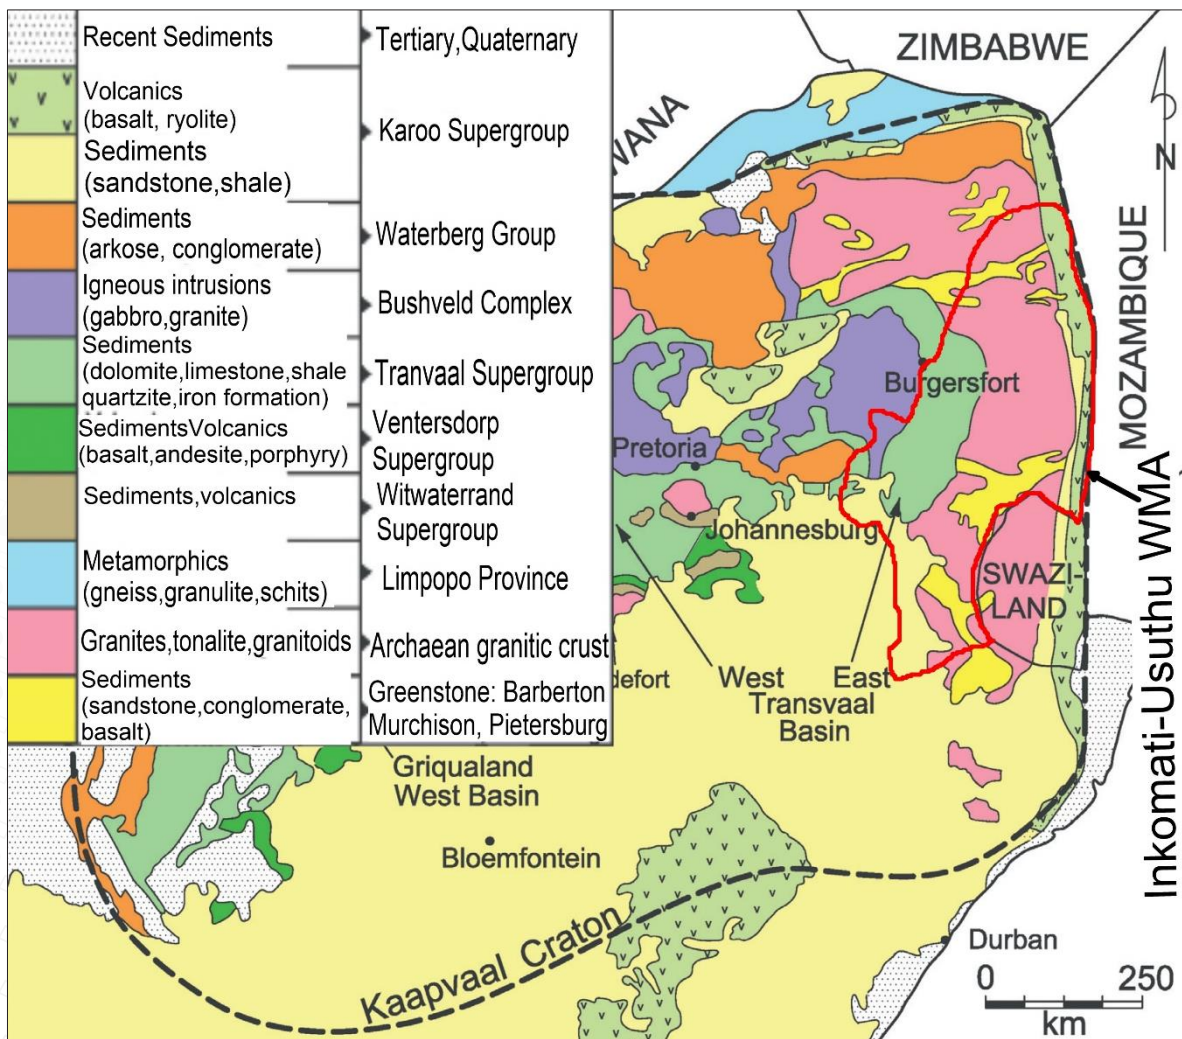 Recent Sediments
Tertiary,Quaternary
Volcanics
(basalt, ryolite)
Karoo Supergroup
Sediments
(sandstone,shale)
Sediments
(arkose, conglomerate)
Waterberg Group
Igneous intrusions
(gabbro,granite)
Bushveld Complex
Sediments
(dolomite,limestone,shale
quartzite,iron formation)
Tranvaal Supergroup
SedimentsVolcanics
(basalt,andesite,porphyry)
Ventersdorp
Supergroup
Sediments,volcanics
Witwaterrand
Supergroup
Metamorphics
(gneiss,granulite,schits)
Limpopo Province
Granites,tonalite,granitoids
Archaean granitic crust
Sediments
(sandstone,conglomerate,
basalt)
Greenstone: Barberton
Murchison, Pietersburg
ZIMBABWE
WANA
N
MOZAMBIQUE
Burgersfort
Pretoria
Johannesburg
SWAZI-
LAND
Inkomati-Usuthu WMA
defort
West East
Transvaal
Basin
Griqualand
West Basin
Bloemfontein
Kaapvaal Craton
Durban
0 250
km